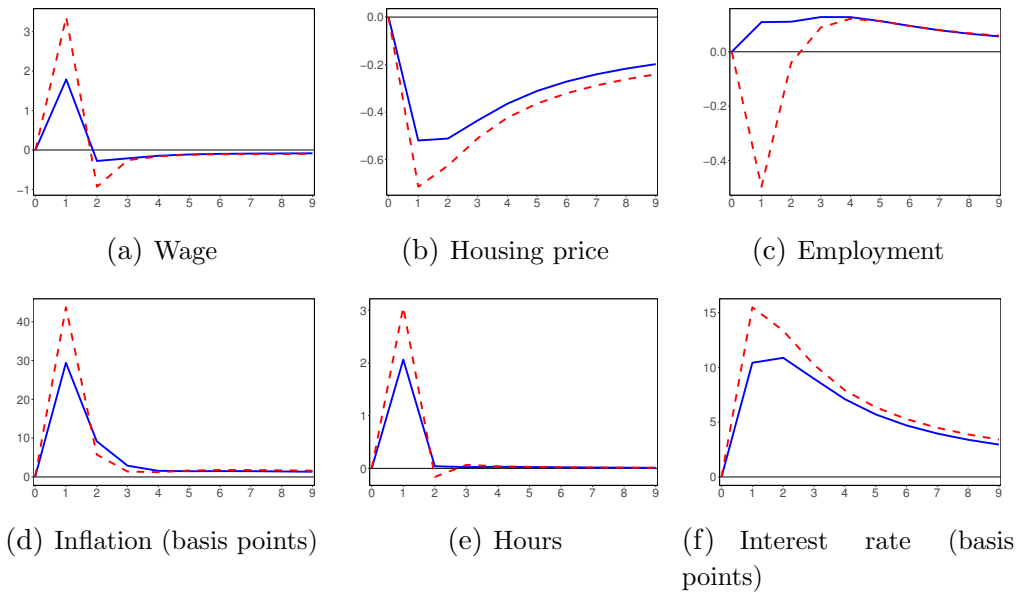 3
2
1
0
−1
0 1 2 3 4 5 6 7 8 9
(a) Wage
0.0
−0.2
−0.4
−0.6
0 1 2 3 4 5 6 7 8 9
(b) Housing price
0.0
−0.2
−0.4
0 1 2 3 4 5 6 7 8 9
(c) Employment
40
30
20
10
0
0 1 2 3 4 5 6 7 8 9
(d) Inflation (basis points)
3
2
1
0
0 1 2 3 4 5 6 7 8 9
(e) Hours
15
10
5
0
0 1 2 3 4 5 6 7 8 9
(f) Interest rate (basis
points)